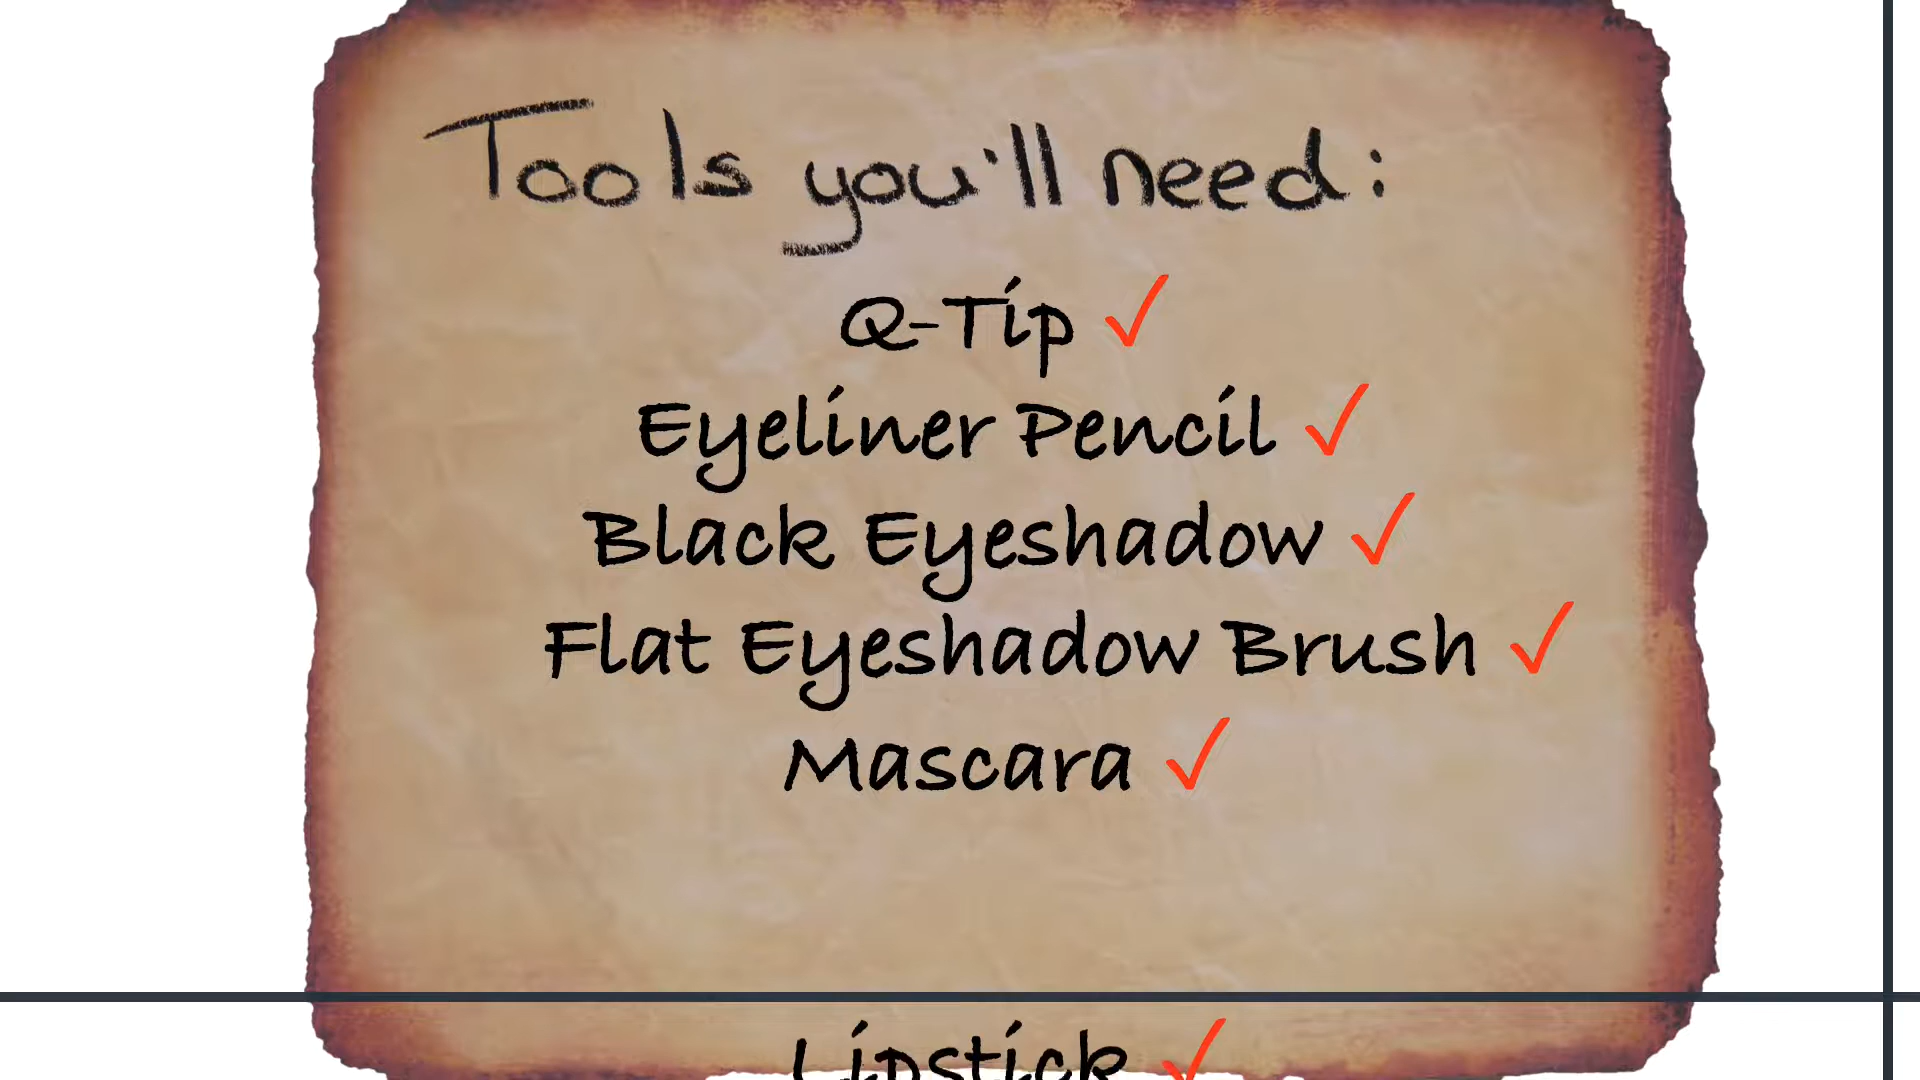 Tools you'll need:
Q-Tip ✓
Eyeliner Pencil ✓
Black Eyeshadow ✓
Flat Eyeshadow Brush ✓
Mascara ✓
Lipstick ✓